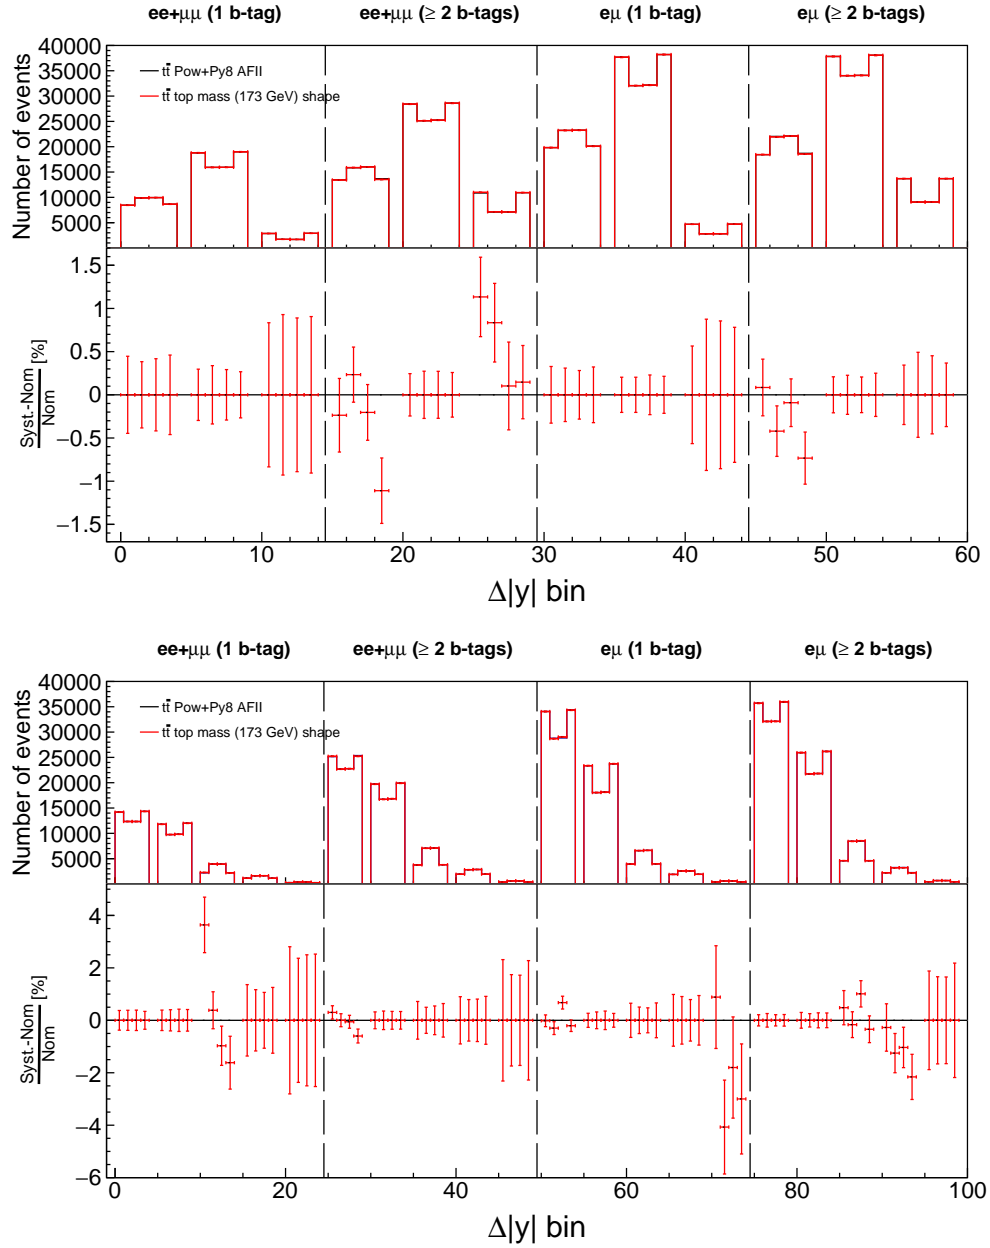 ee+μμ (1 b-tag) ee+μμ (≥ 2 b-tags) eμ (1 b-tag) eμ (≥ 2 b-tags)
Number of events
40000
35000
30000
25000
20000
15000
10000
5000
tt̄ Pow+Py8 AFII
tt̄ top mass (173 GeV) shape
Syst.-Nom
Nom
[%]
1.5
1
0.5
0
−0.5
−1
−1.5
0 10 20 30 40 50 60
Δ|y| bin
ee+μμ (1 b-tag) ee+μμ (≥ 2 b-tags) eμ (1 b-tag) eμ (≥ 2 b-tags)
Number of events
40000
35000
30000
25000
20000
15000
10000
5000
tt̄ Pow+Py8 AFII
tt̄ top mass (173 GeV) shape
Syst.-Nom
Nom
[%]
4
2
0
−2
−4
−6
0 20 40 60 80 100
Δ|y| bin